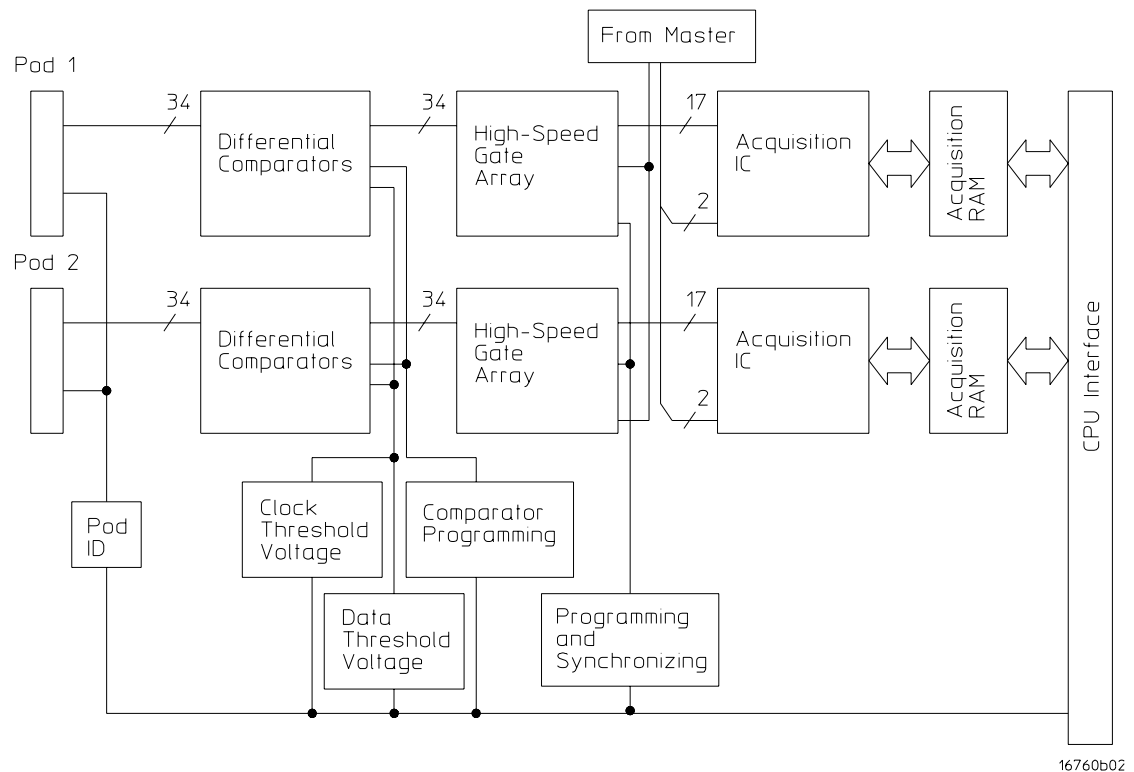 From Master
Pod 1
34
34
17
Differential
Comparators
High-Speed
Gate
Array
Acquisition
IC
Acquisition
RAM
2
Pod 2
34
34
17
Differential
Comparators
High-Speed
Gate
Array
Acquisition
IC
Acquisition
RAM
2
CPU Interface
Pod
ID
Clock
Threshold
Voltage
Comparator
Programming
Data
Threshold
Voltage
Programming
and
Synchronizing
16760b02